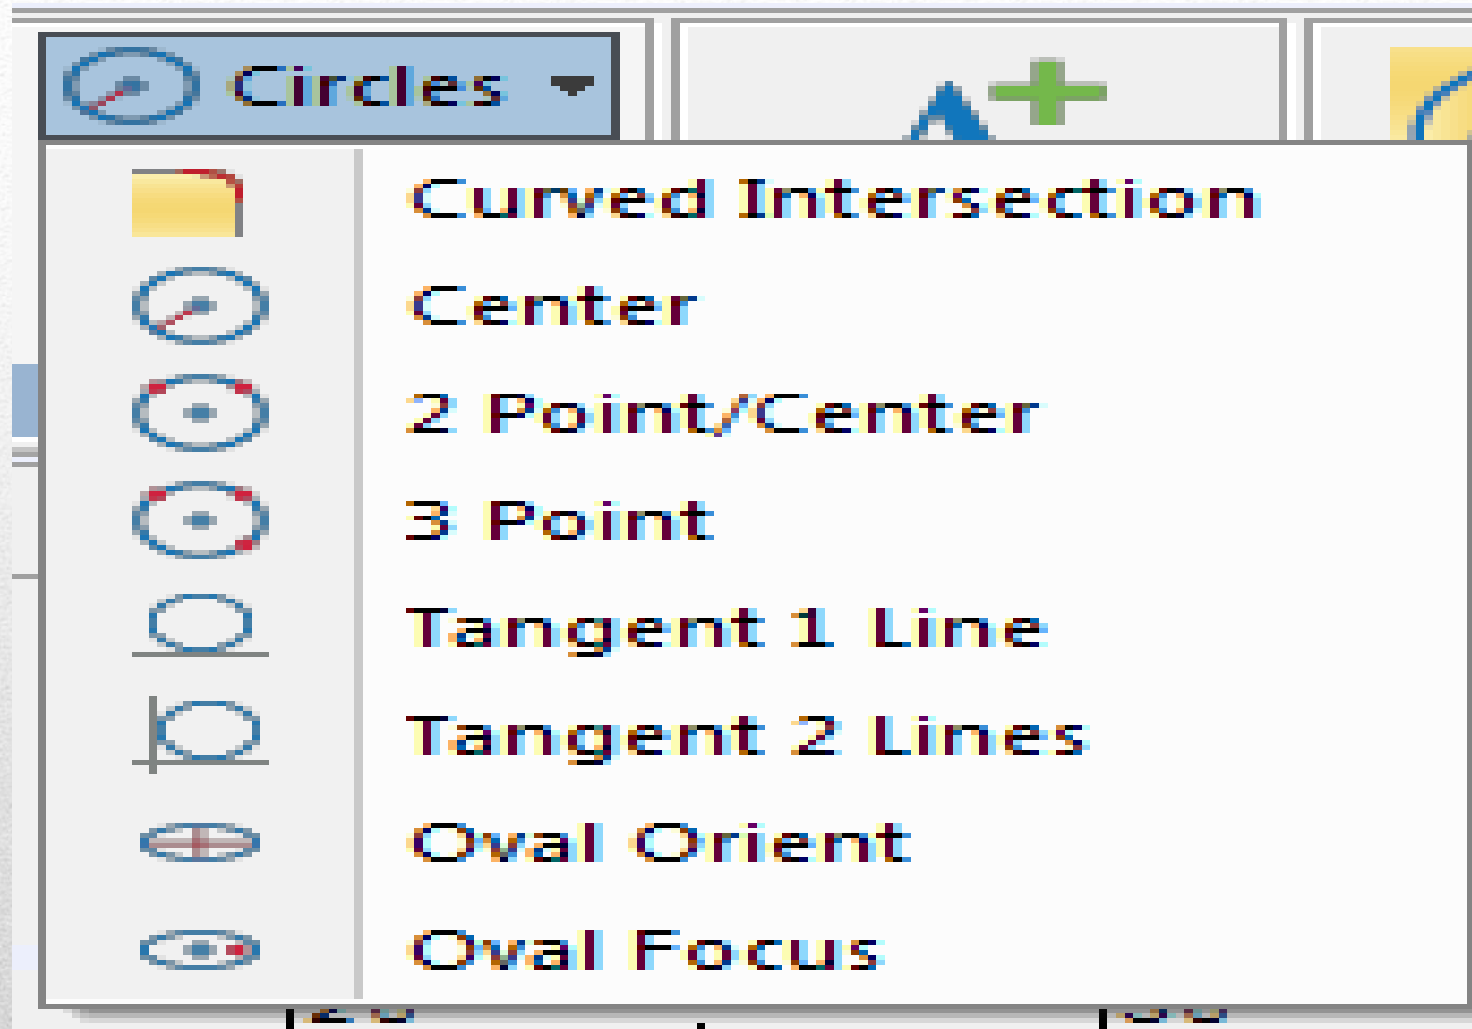 Circles
Curved Intersection
Center
2 Point/Center
3 Point
Tangent 1 Line
Tangent 2 Lines
Oval Orient
Oval Focus